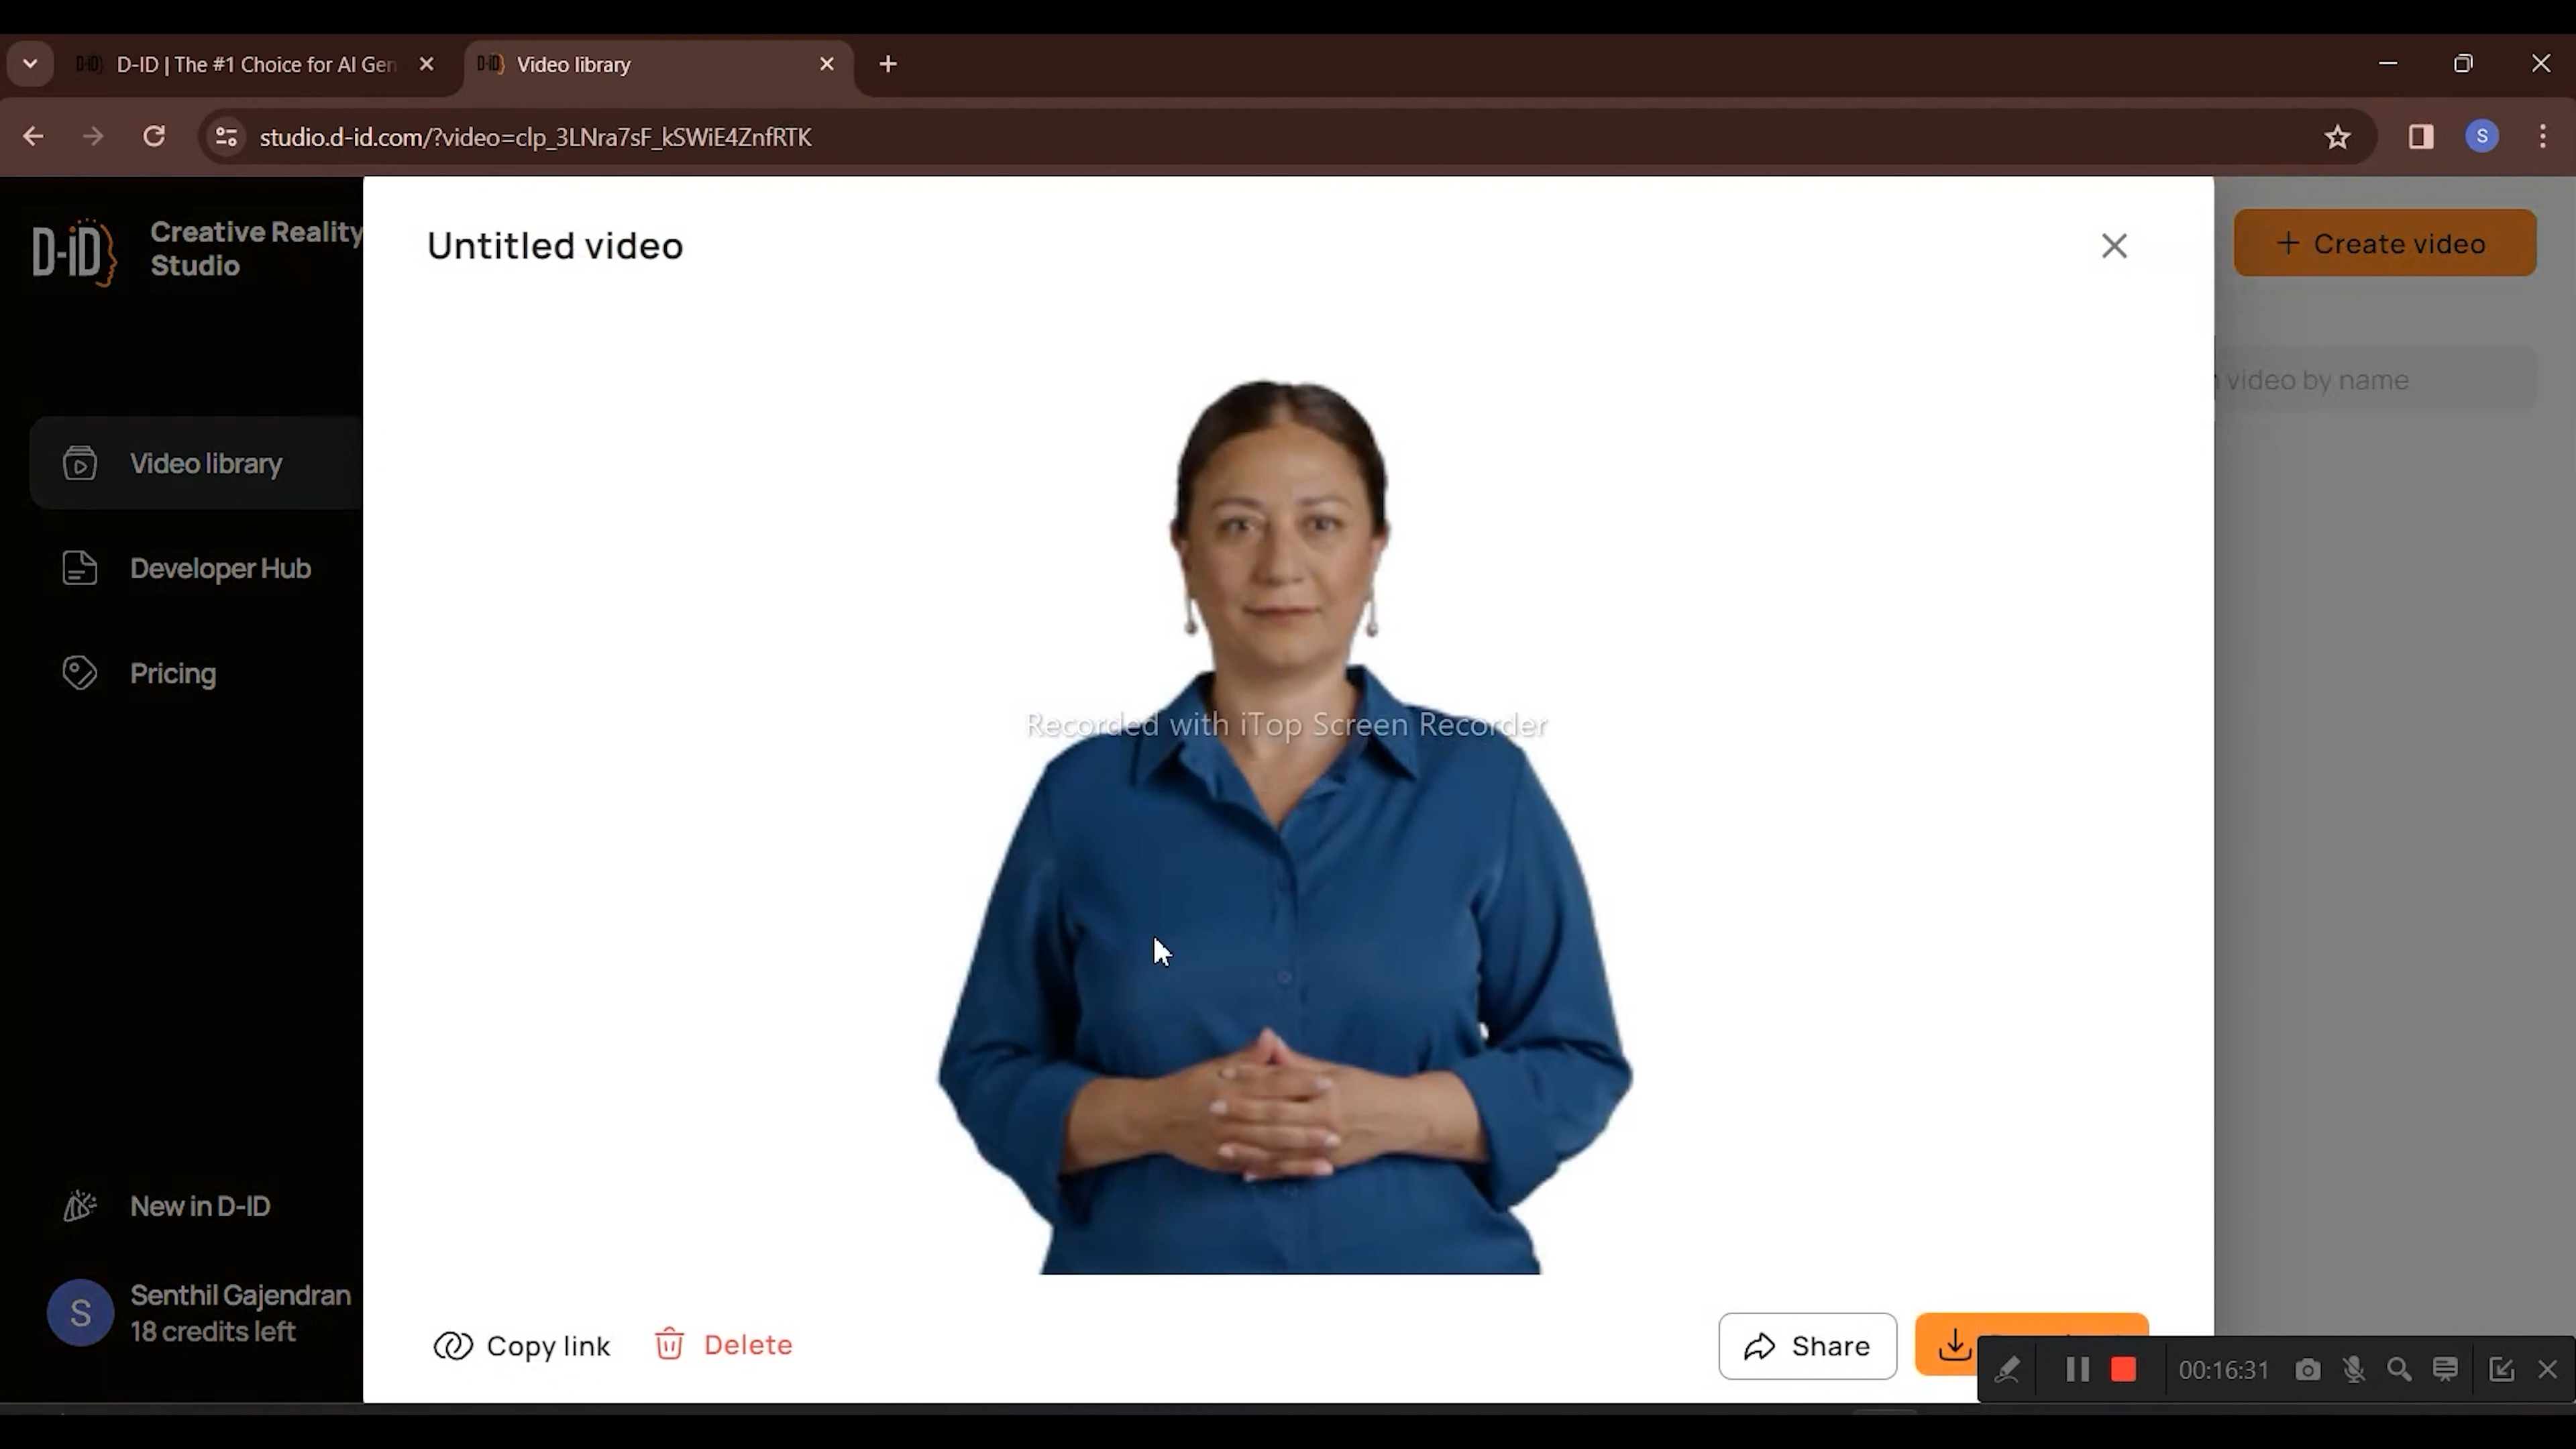 D-ID | The #1 Choice for AI Gen
Video library
studio.d-id.com/?video=clp_3LNra7sF_kSWiE4ZnfRTK
S
D-iD
Creative Reality
Studio
Untitled video
+ Create video
video by name
Video library
Developer Hub
Pricing
Recorded with iTop Screen Recorder
New in D-ID
S
Senthil Gajendran
18 credits left
Copy link
Delete
Share
00:16:31